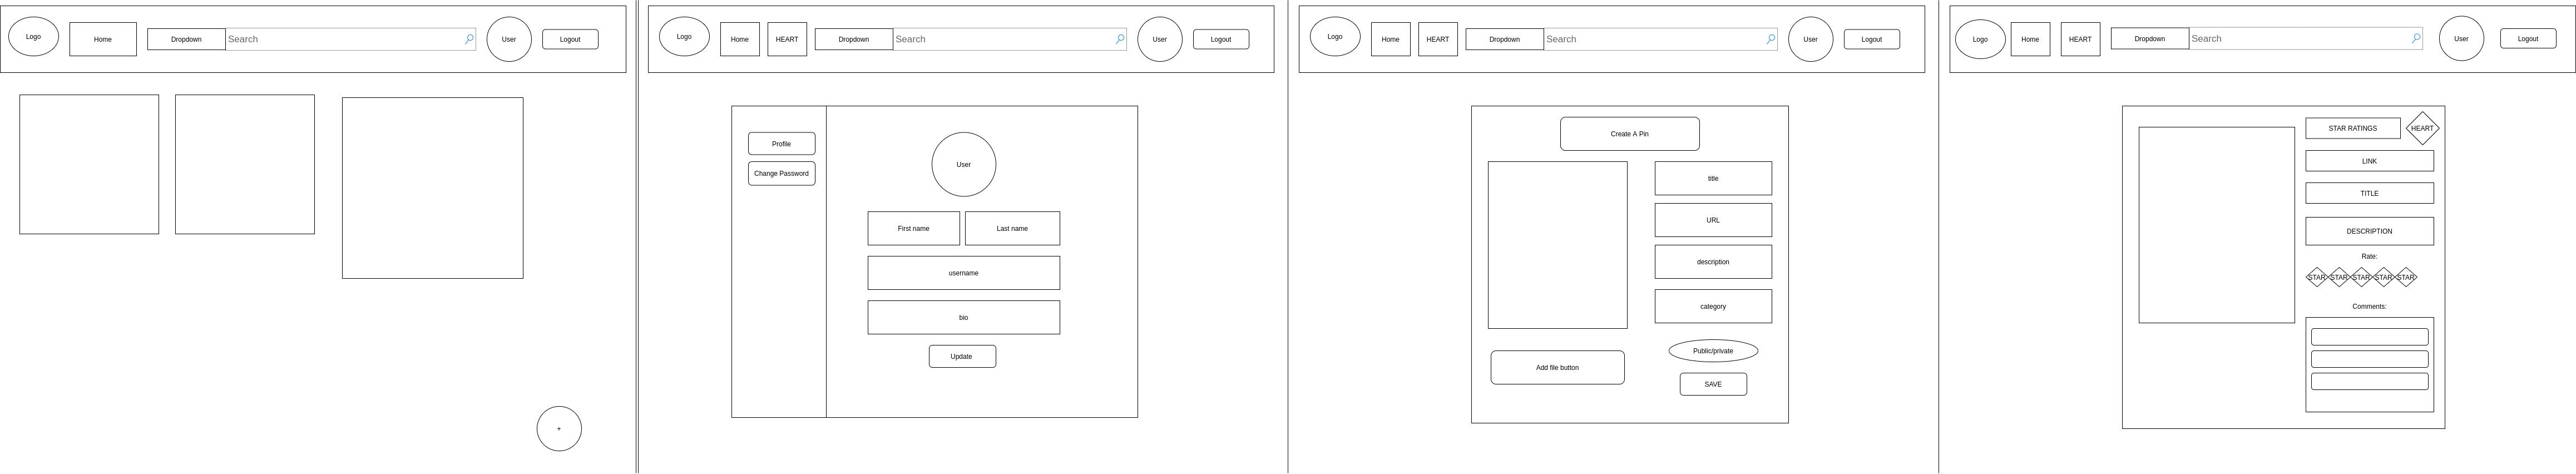 Logo
Home
Dropdown
Search
User
Logout
+
Logo
Home
HEART
Dropdown
Search
User
Logout
Profile
Change Password
User
First name
Last name
username
bio
Update
Logo
Home
HEART
Dropdown
Search
User
Logout
Create A Pin
title
URL
description
category
Public/private
Add file button
SAVE
Logo
Home
HEART
Dropdown
Search
User
Logout
STAR RATINGS
HEART
LINK
TITLE
DESCRIPTION
Rate:
STAR STAR STAR STAR STAR
Comments: